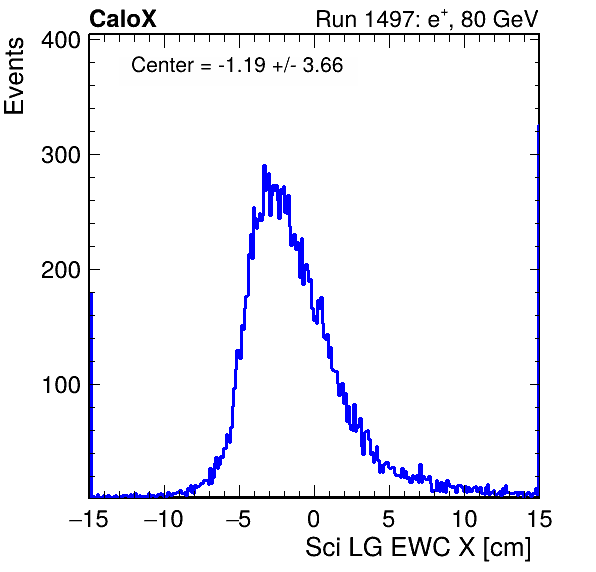 CaloX Run 1497: e⁺, 80 GeV
Center = -1.19 +/- 3.66
Events
400
300
200
100
−15 −10 −5 0 5 10 15
Sci LG EWC X [cm]